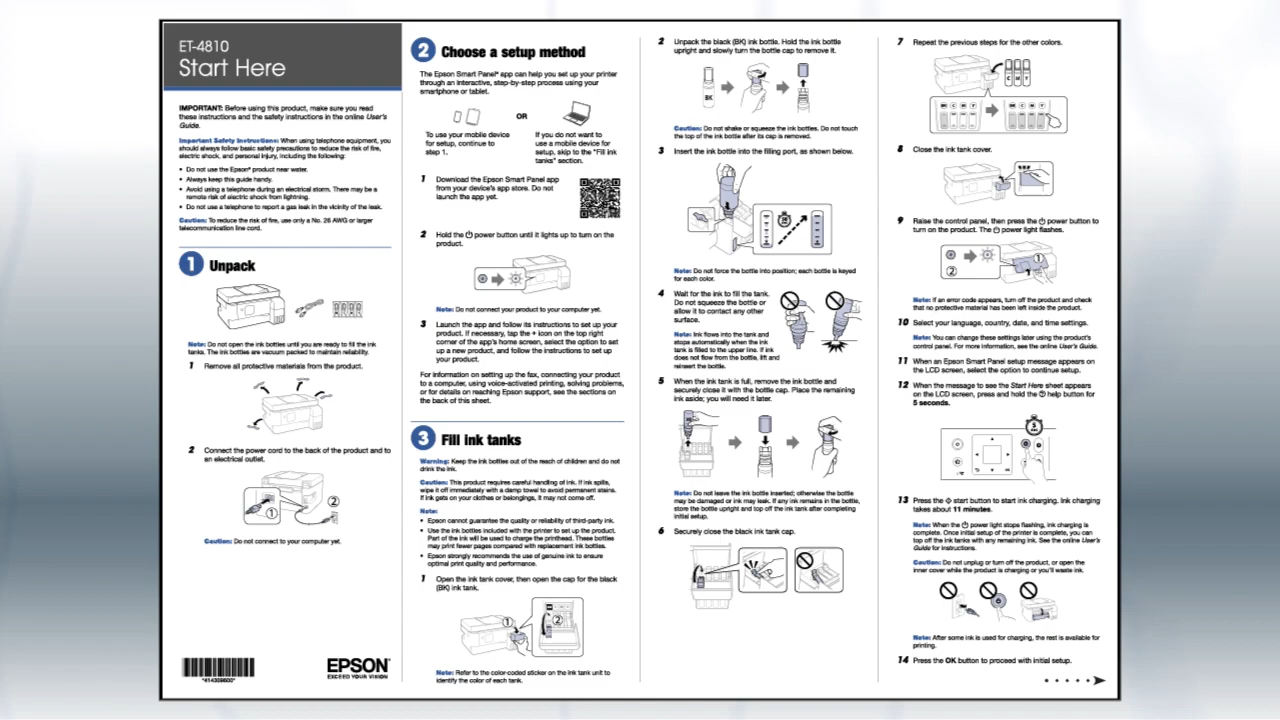 ET-4810
Start Here
IMPORTANT: Before using this product, make sure you read
these instructions and the safety instructions in the online User's
Guide.
Important Safety Instructions: When using telephone equipment, you
should always follow basic safety precautions to reduce the risk of fire,
electric shock, and personal injury, including the following:
• Do not use the Epson® product near water.
• Always keep this guide handy.
• Avoid using a telephone during an electrical storm. There may be a
remote risk of electric shock from lightning.
• Do not use a telephone to report a gas leak in the vicinity of the leak.
Caution: To reduce the risk of fire, use only a No. 26 AWG or larger
telecommunication line cord.
1 Unpack
Note: Do not open the ink bottles until you are ready to fill the ink
tanks. The ink bottles are vacuum packed to maintain reliability.
1 Remove all protective materials from the product.
2 Connect the power cord to the back of the product and to
an electrical outlet.
①
②
Caution: Do not connect to your computer yet.
*414309600*
EPSON®
EXCEED YOUR VISION
2 Choose a setup method
The Epson Smart Panel® app can help you set up your printer
through an interactive, step-by-step process using your
smartphone or tablet.
OR
To use your mobile device
for setup, continue to
step 1.
If you do not want to
use a mobile device for
setup, skip to the "Fill ink
tanks" section.
1 Download the Epson Smart Panel app
from your device's app store. Do not
launch the app yet.
2 Hold the ⏻ power button until it lights up to turn on the
product.
Note: Do not connect your product to your computer yet.
3 Launch the app and follow its instructions to set up your
product. If necessary, tap the + icon on the top right
corner of the app's home screen, select the option to set
up a new product, and follow the instructions to set up
your product.
For information on setting up the fax, connecting your product
to a computer, using voice-activated printing, solving problems,
or for details on reaching Epson support, see the sections on
the back of this sheet.
3 Fill ink tanks
Warning: Keep the ink bottles out of the reach of children and do not
drink the ink.
Caution: This product requires careful handling of ink. If ink spills,
wipe it off immediately with a damp towel to avoid permanent stains.
If ink gets on your clothes or belongings, it may not come off.
Note:
• Epson cannot guarantee the quality or reliability of third-party ink.
• Use the ink bottles included with the printer to set up the product.
Part of the ink will be used to charge the printhead. These bottles
may print fewer pages compared with replacement ink bottles.
• Epson strongly recommends the use of genuine ink to ensure
optimal print quality and performance.
1 Open the ink tank cover, then open the cap for the black
(BK) ink tank.
①
②
Note: Refer to the color-coded sticker on the ink tank unit to
identify the color of each tank.
2 Unpack the black (BK) ink bottle. Hold the ink bottle
upright and slowly turn the bottle cap to remove it.
BK
Caution: Do not shake or squeeze the ink bottles. Do not touch
the top of the ink bottle after its cap is removed.
3 Insert the ink bottle into the filling port, as shown below.
Note: Do not force the bottle into position; each bottle is keyed
for each color.
4 Wait for the ink to fill the tank.
Do not squeeze the bottle or
allow it to contact any other
surface.
Note: Ink flows into the tank and
stops automatically when the ink
tank is filled to the upper line. If ink
does not flow from the bottle, lift and
reinsert the bottle.
5 When the ink tank is full, remove the ink bottle and
securely close it with the bottle cap. Place the remaining
ink aside; you will need it later.
Note: Do not leave the ink bottle inserted; otherwise the bottle
may be damaged or ink may leak. If any ink remains in the bottle,
store the bottle upright and top off the ink tank after completing
initial setup.
6 Securely close the black ink tank cap.
7 Repeat the previous steps for the other colors.
C M Y
BK C M Y
BK C M Y
8 Close the ink tank cover.
9 Raise the control panel, then press the ⏻ power button to
turn on the product. The ⏻ power light flashes.
①
②
Note: If an error code appears, turn off the product and check
that no protective material has been left inside the product.
10 Select your language, country, date, and time settings.
Note: You can change these settings later using the product's
control panel. For more information, see the online User's Guide.
11 When an Epson Smart Panel setup message appears on
the LCD screen, select the option to continue setup.
12 When the message to see the Start Here sheet appears
on the LCD screen, press and hold the ? help button for
5 seconds.
5
13 Press the start button to start ink charging. Ink charging
takes about 11 minutes.
Note: When the ⏻ power light stops flashing, ink charging is
complete. Once initial setup of the printer is complete, you can
top off the ink tanks with any remaining ink. See the online User's
Guide for instructions.
Caution: Do not unplug or turn off the product, or open the
inner cover while the product is charging or you'll waste ink.
Note: After some ink is used for charging, the rest is available for
printing.
14 Press the OK button to proceed with initial setup.